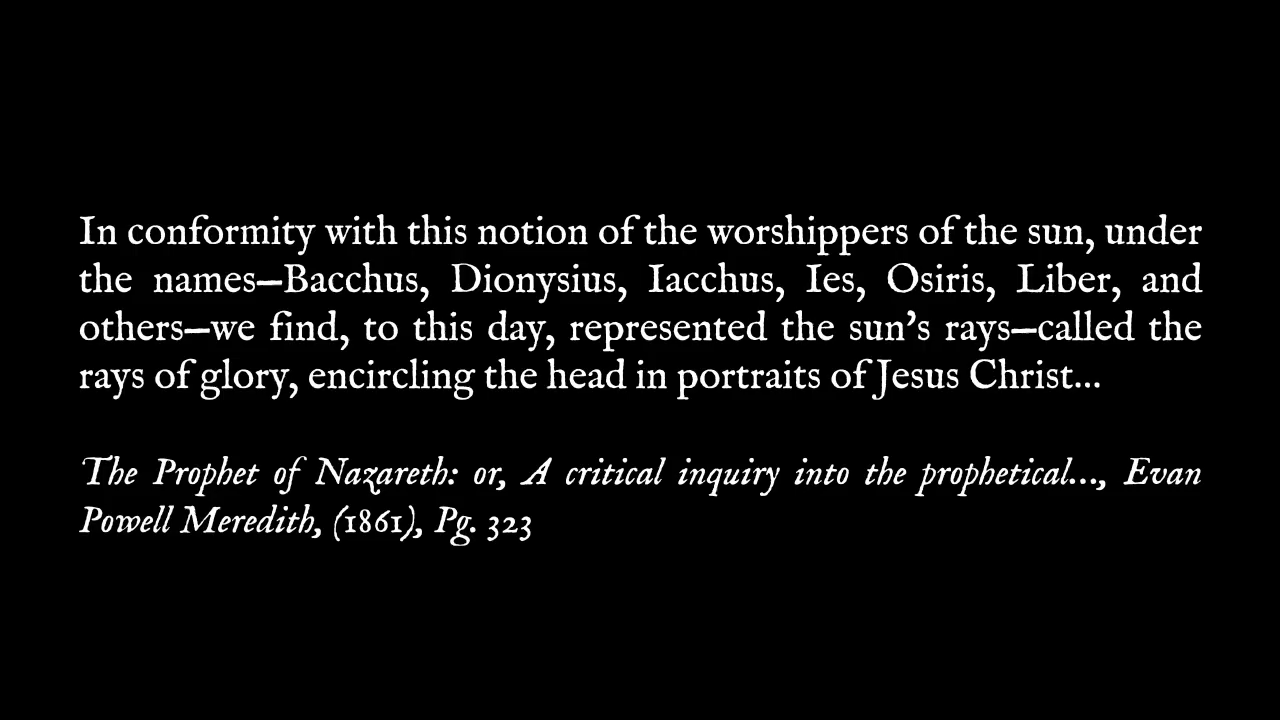 In conformity with this notion of the worshippers of the sun, under
the names—Bacchus, Dionysius, Iacchus, Ies, Osiris, Liber, and
others—we find, to this day, represented the sun's rays—called the
rays of glory, encircling the head in portraits of Jesus Christ...
The Prophet of Nazareth: or, A critical inquiry into the prophetical..., Evan
Powell Meredith, (1861), Pg. 323